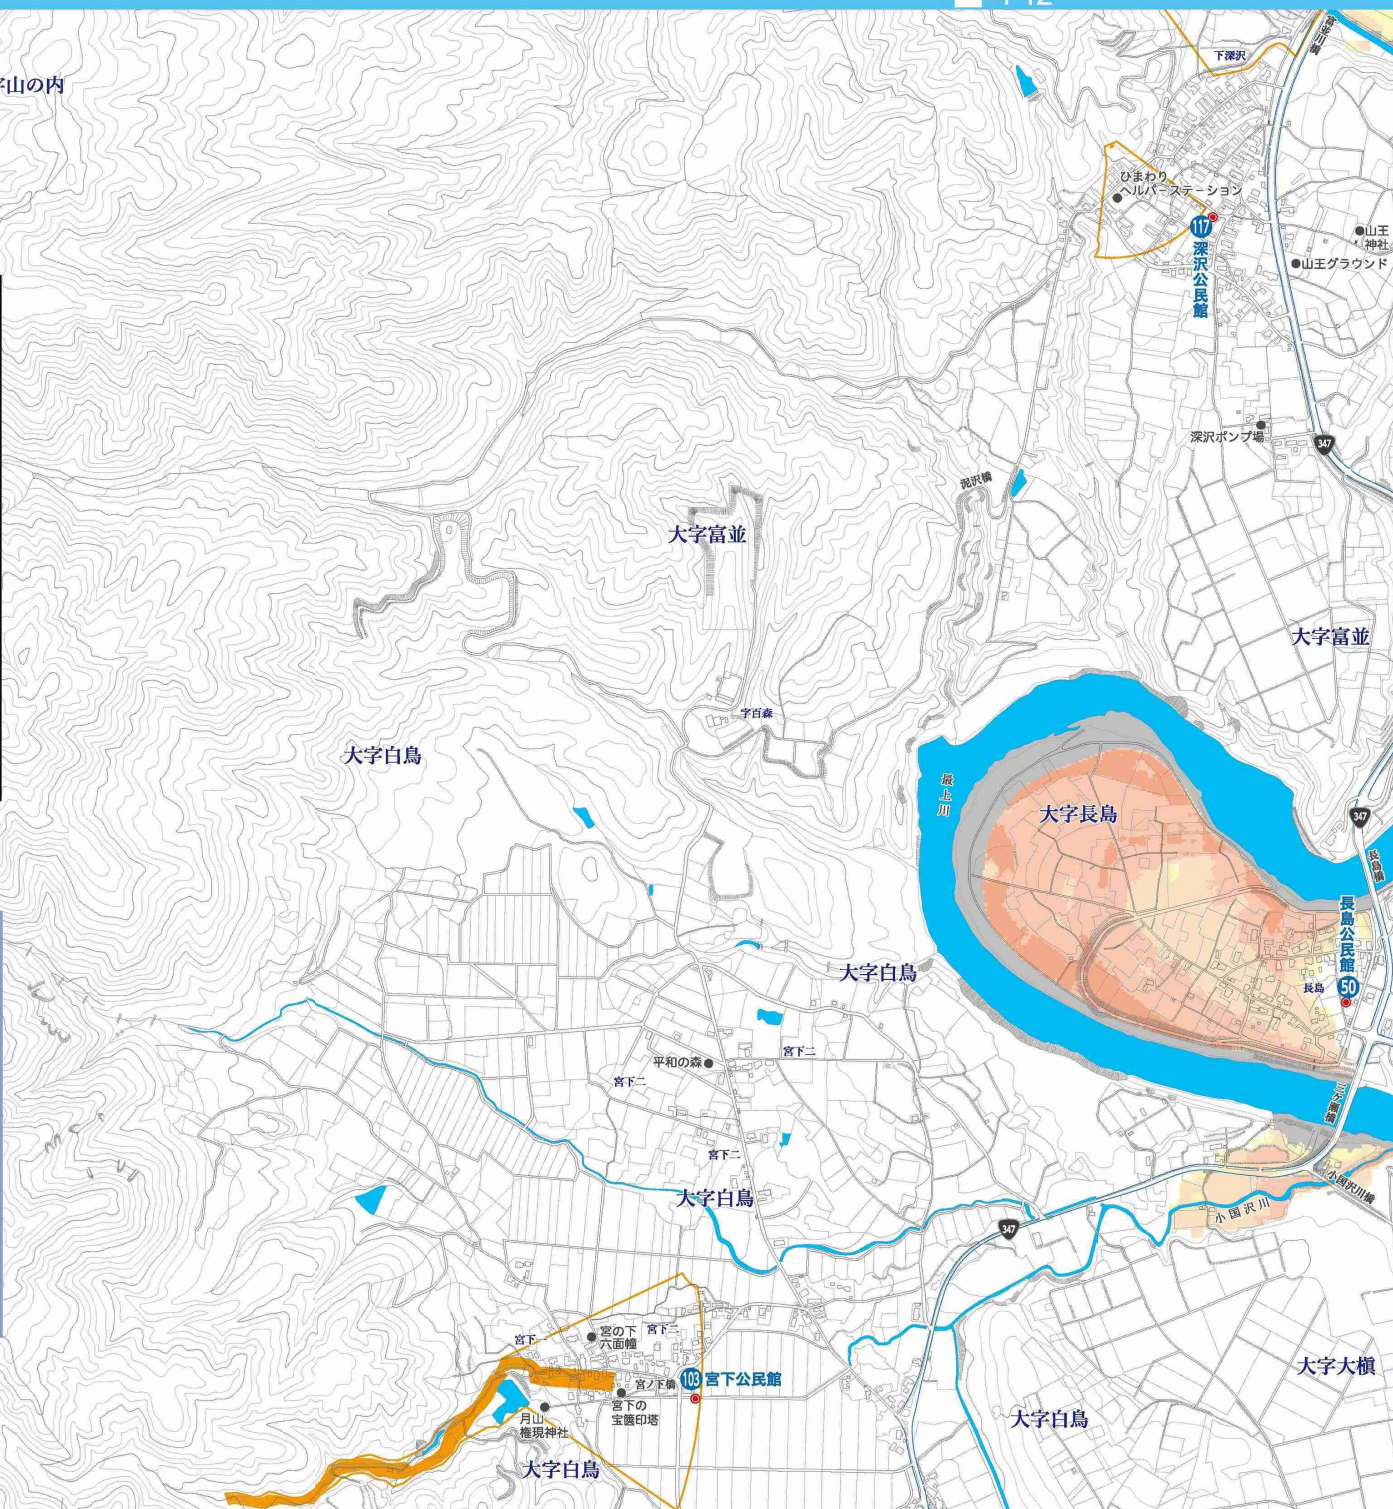 下深沢
富並川橋
字山の内
ひまわり
ヘルパーステーション
117
深沢公民館
山王
神社
山王グラウンド
深沢ポンプ場
347
泥沢橋
大字富並
大字富並
字百森
大字白鳥
最上川
大字長島
347
長島橋
長島公民館
50
長島
大字白鳥
平和の森
宮下二
宮下二
三ケ瀬橋
宮下二
大字白鳥
小国沢川橋
小国沢川
347
宮下一
宮の下
六面幢
宮下二
宮ノ下橋
103
宮下公民館
大字大槇
月山
権現神社
宮下の
宝篋印塔
大字白鳥
大字白鳥